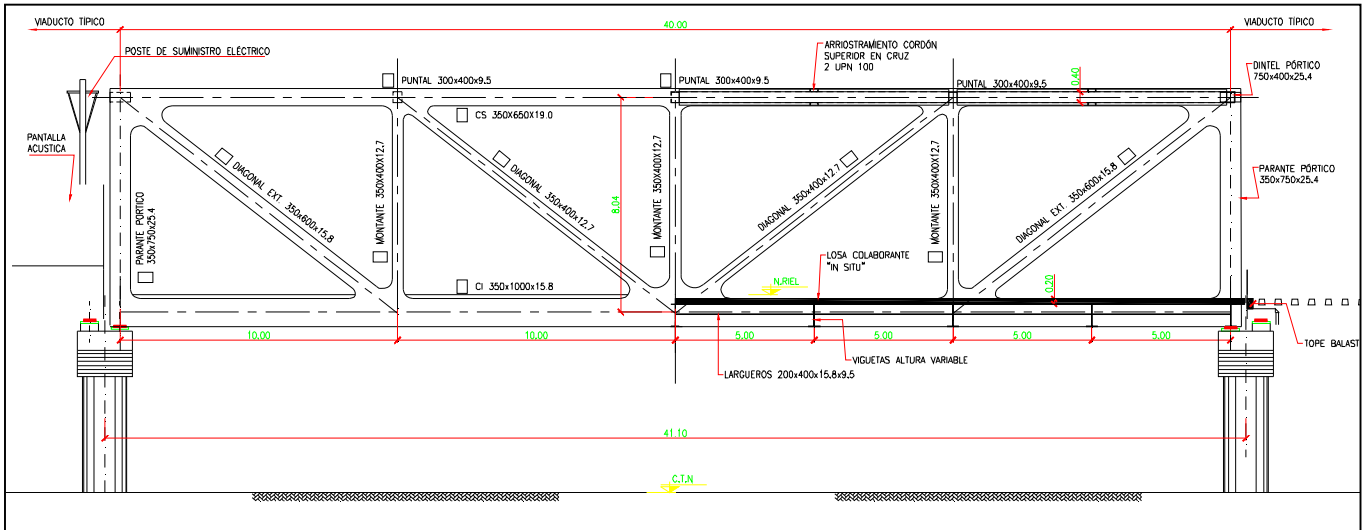 VIADUCTO TÍPICO
40.00
VIADUCTO TÍPICO
POSTE DE SUMINISTRO ELÉCTRICO
ARRIOSTRAMIENTO CORDÓN
SUPERIOR EN CRUZ
2 UPN 100
DINTEL PÓRTICO
750x400x25.4
PUNTAL 300x400x9.5
PUNTAL 300x400x9.5
PUNTAL 300x400x9.5
0.40
CS 350X650X19.0
PANTALLA
ACUSTICA
DIAGONAL EXT. 350x600x15.8
MONTANTE 350X400X12.7
DIAGONAL 350x400x12.7
MONTANTE 350X400X12.7
8.04
DIAGONAL 350x400x12.7
MONTANTE 350X400X12.7
DIAGONAL EXT. 350x600x15.8
PARANTE PÓRTICO
350x750x25.4
PARANTE PORTICO
350x750x25.4
LOSA COLABORANTE
"IN SITU"
CI 350x1000x15.8
N.RIEL
0.20
10.00
10.00
5.00
5.00
5.00
5.00
TOPE BALAST
VIGUETAS ALTURA VARIABLE
LARGUEROS 200x400x15.8x9.5
41.10
C.T.N